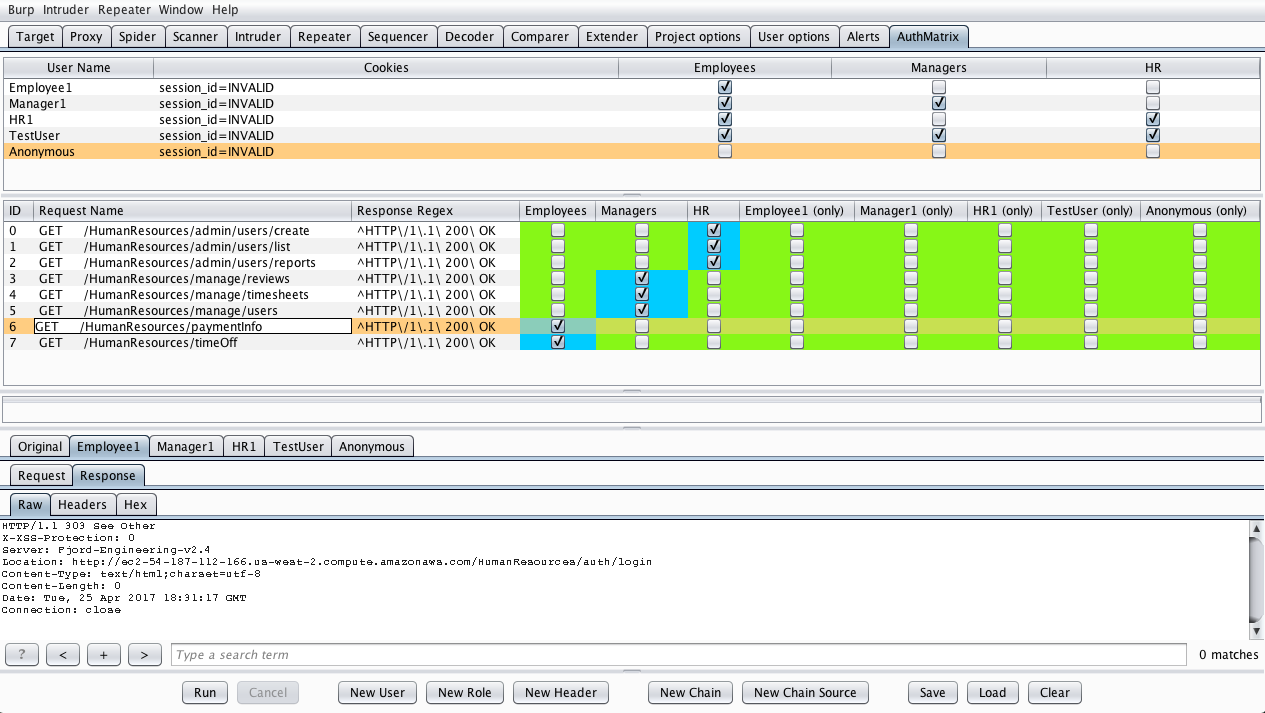 Burp Intruder Repeater Window Help
Target Proxy Spider Scanner Intruder Repeater Sequencer Decoder Comparer Extender Project options User options Alerts AuthMatrix
User Name Cookies Employees Managers HR
Employee1 session_id=INVALID
Manager1 session_id=INVALID
HR1 session_id=INVALID
TestUser session_id=INVALID
Anonymous session_id=INVALID
ID Request Name Response Regex Employees Managers HR Employee1 (only) Manager1 (only) HR1 (only) TestUser (only) Anonymous (only)
0 GET /HumanResources/admin/users/create ^HTTP\/1\.1\ 200\ OK
1 GET /HumanResources/admin/users/list ^HTTP\/1\.1\ 200\ OK
2 GET /HumanResources/admin/users/reports ^HTTP\/1\.1\ 200\ OK
3 GET /HumanResources/manage/reviews ^HTTP\/1\.1\ 200\ OK
4 GET /HumanResources/manage/timesheets ^HTTP\/1\.1\ 200\ OK
5 GET /HumanResources/manage/users ^HTTP\/1\.1\ 200\ OK
6 GET /HumanResources/paymentInfo ^HTTP\/1\.1\ 200\ OK
7 GET /HumanResources/timeOff ^HTTP\/1\.1\ 200\ OK
Original Employee1 Manager1 HR1 TestUser Anonymous
Request Response
Raw Headers Hex
HTTP/1.1 303 See Other
X-XSS-Protection: 0
Server: Fjord-Engineering-v2.4
Location: http://ec2-54-187-112-166.us-west-2.compute.amazonaws.com/HumanResources/auth/login
Content-Type: text/html;charset=utf-8
Content-Length: 0
Date: Tue, 25 Apr 2017 18:31:17 GMT
Connection: close
? < + > Type a search term 0 matches
Run Cancel New User New Role New Header New Chain New Chain Source Save Load Clear